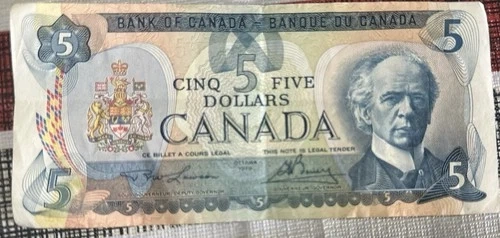 BANK OF CANADA – BANQUE DU CANADA
5 5
CINQ 5 FIVE
DOLLARS
CANADA
CE BILLET A COURS LÉGAL THIS NOTE IS LEGAL TENDER
OTTAWA
5 5